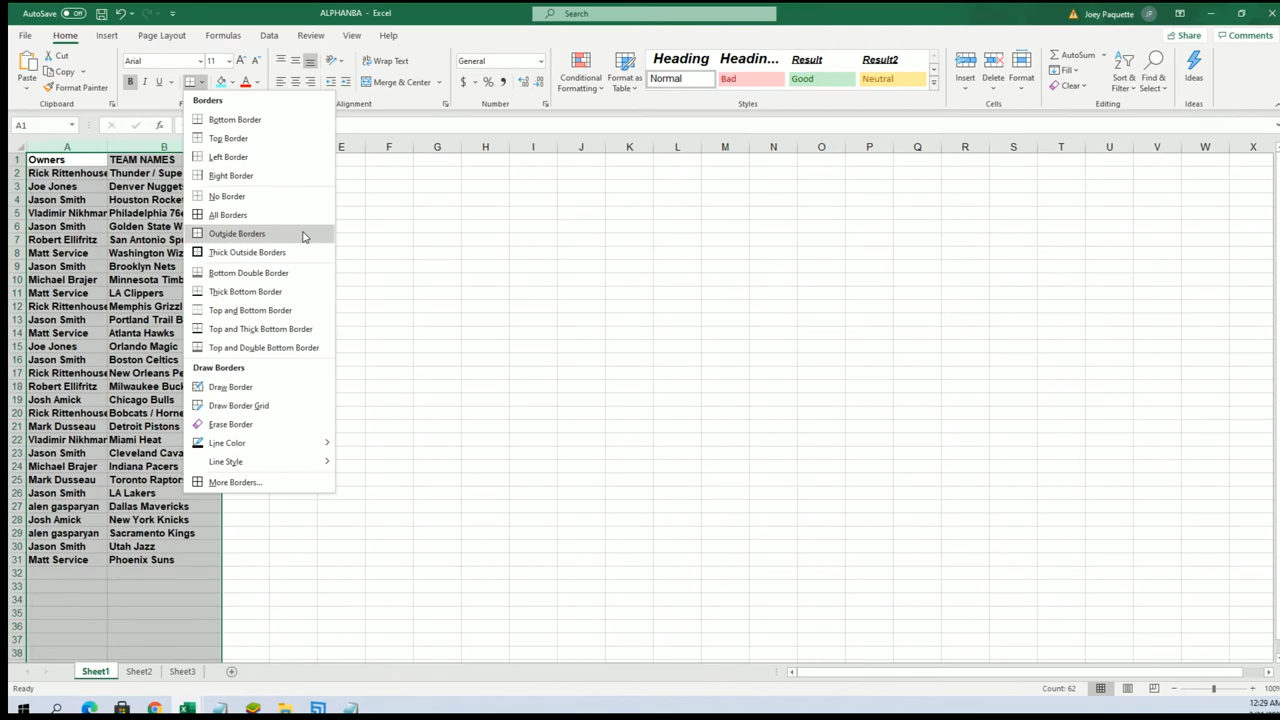 AutoSave Off ALPHANBA - Excel Search Joey Paquette JP
File Home Insert Page Layout Formulas Data Review View Help Share Comments
Cut
Copy
Format Painter
Paste
Clipboard
Arial 11
B I U
Wrap Text
Merge & Center
Alignment
General
$ % ,
Number
Conditional Formatting
Format as Table
Heading Headin... Result Result2
Normal Bad Good Neutral
Styles
Insert Delete Format
Cells
AutoSum
Fill
Clear
Sort & Filter
Find & Select
Editing
Ideas
Ideas
A1 fx
Borders
Bottom Border
Top Border
Left Border
Right Border
No Border
All Borders
Outside Borders
Thick Outside Borders
Bottom Double Border
Thick Bottom Border
Top and Bottom Border
Top and Thick Bottom Border
Top and Double Bottom Border
Draw Borders
Draw Border
Draw Border Grid
Erase Border
Line Color
Line Style
More Borders...
A B E F G H I J K L M N O P Q R S T U V W X
1 Owners TEAM NAMES
2 Rick Rittenhouse Thunder / Supe
3 Joe Jones Denver Nuggets
4 Jason Smith Houston Rocket
5 Vladimir Nikhmar Philadelphia 76e
6 Jason Smith Golden State W
7 Robert Ellifritz San Antonio Spr
8 Matt Service Washington Wiz
9 Jason Smith Brooklyn Nets
10 Michael Brajer Minnesota Timb
11 Matt Service LA Clippers
12 Rick Rittenhouse Memphis Grizzl
13 Jason Smith Portland Trail B
14 Matt Service Atlanta Hawks
15 Joe Jones Orlando Magic
16 Jason Smith Boston Celtics
17 Rick Rittenhouse New Orleans Pe
18 Robert Ellifritz Milwaukee Buck
19 Josh Amick Chicago Bulls
20 Rick Rittenhouse Bobcats / Horne
21 Mark Dusseau Detroit Pistons
22 Vladimir Nikhmar Miami Heat
23 Jason Smith Cleveland Caval
24 Michael Brajer Indiana Pacers
25 Mark Dusseau Toronto Raptors
26 Jason Smith LA Lakers
27 alen gasparyan Dallas Mavericks
28 Josh Amick New York Knicks
29 alen gasparyan Sacramento Kings
30 Jason Smith Utah Jazz
31 Matt Service Phoenix Suns
32
33
34
35
36
37
38
Sheet1 Sheet2 Sheet3
Ready Count: 62 100%
12:29 AM